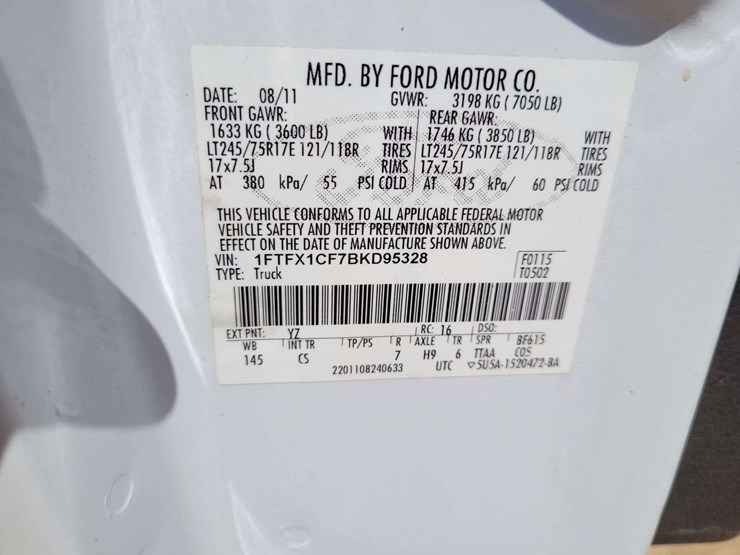 MFD. BY FORD MOTOR CO.
DATE: 08/11 GVWR: 3198 KG ( 7050 LB)
FRONT GAWR: REAR GAWR:
1633 KG ( 3600 LB) WITH 1746 KG ( 3850 LB) WITH
LT245/75R17E 121/118R TIRES LT245/75R17E 121/118R TIRES
17x7.5J RIMS 17x7.5J RIMS
AT 380 kPa/ 55 PSI COLD AT 415 kPa/ 60 PSI COLD
THIS VEHICLE CONFORMS TO ALL APPLICABLE FEDERAL MOTOR
VEHICLE SAFETY AND THEFT PREVENTION STANDARDS IN
EFFECT ON THE DATE OF MANUFACTURE SHOWN ABOVE.
VIN: 1FTFX1CF7BKD95328 F0115
TYPE: Truck T0502
EXT PNT: YZ RC: 16 DSO:
WB INT TR TP/PS R AXLE TR SPR BF615
145 CS 7 H9 6 TTAA C05
2201108240633 UTC ▽5U5A-1520472-BA